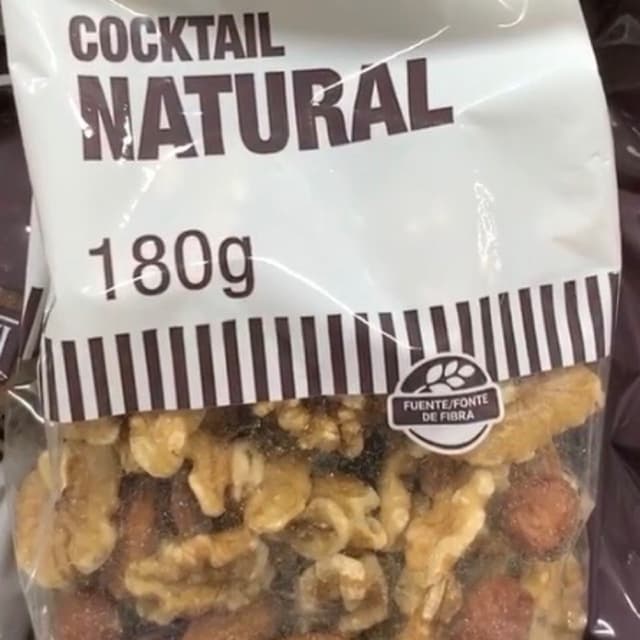 COCKTAIL
NATURAL
180g
FUENTE/FONTE
DE FIBRA